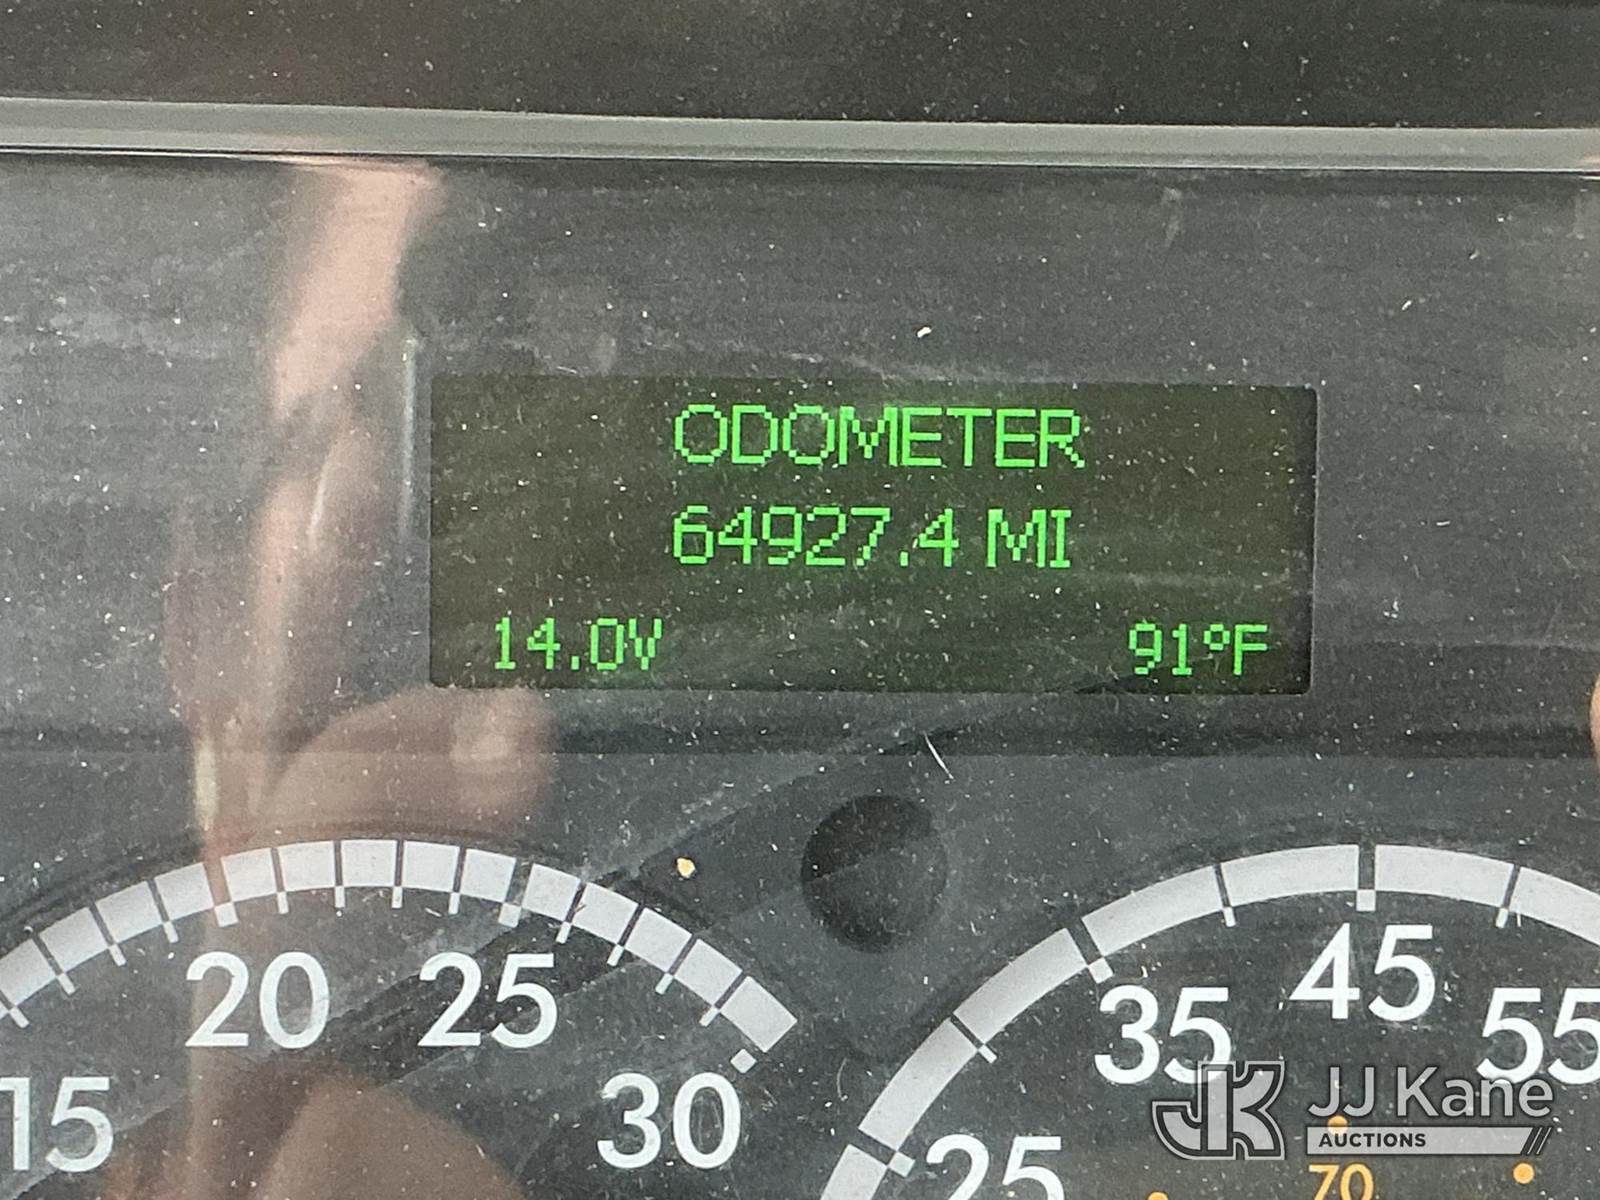 ODOMETER
64927.4 MI
14.0V 91°F
15 20 25 30
25 35 45 55
70
JK JJ Kane
AUCTIONS